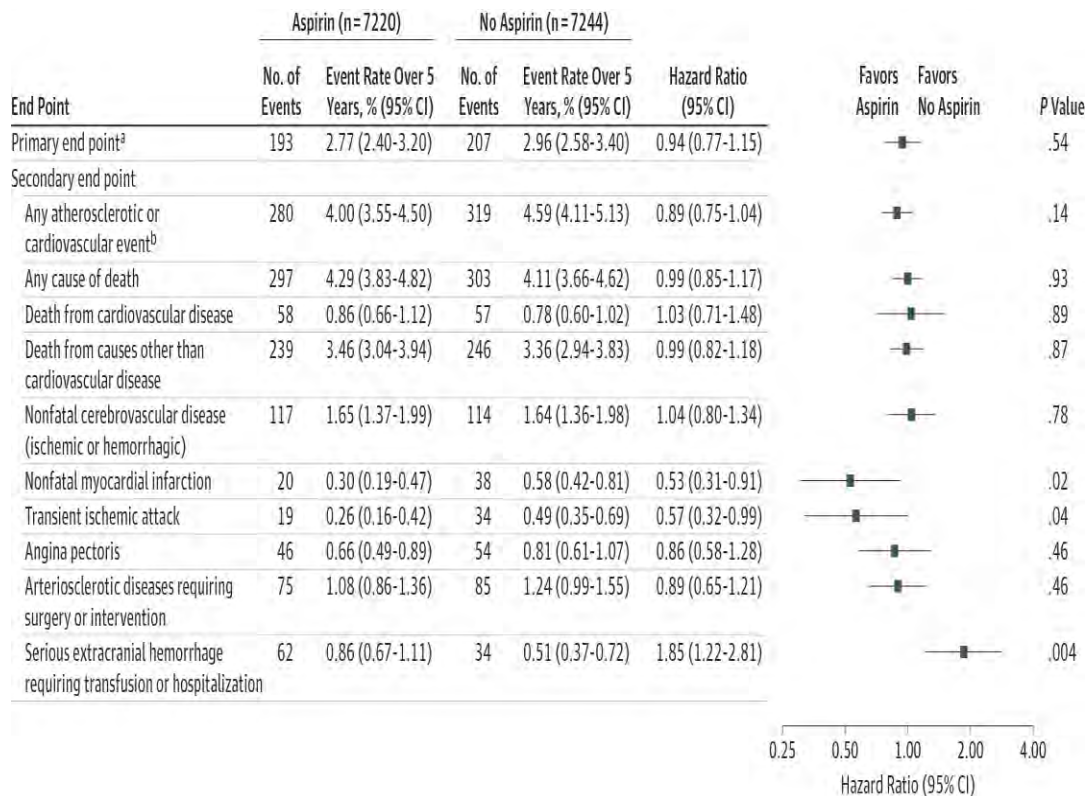 Aspirin (n=7220) No Aspirin (n=7244)
No. of Event Rate Over 5 No. of Event Rate Over 5 Hazard Ratio Favors Favors
End Point Events Years, % (95% CI) Events Years, % (95% CI) (95% CI) Aspirin No Aspirin P Value
Primary end pointa 193 2.77 (2.40-3.20) 207 2.96 (2.58-3.40) 0.94 (0.77-1.15) .54
Secondary end point
Any atherosclerotic or 280 4.00 (3.55-4.50) 319 4.59 (4.11-5.13) 0.89 (0.75-1.04) .14
cardiovascular eventb
Any cause of death 297 4.29 (3.83-4.82) 303 4.11 (3.66-4.62) 0.99 (0.85-1.17) .93
Death from cardiovascular disease 58 0.86 (0.66-1.12) 57 0.78 (0.60-1.02) 1.03 (0.71-1.48) .89
Death from causes other than 239 3.46 (3.04-3.94) 246 3.36 (2.94-3.83) 0.99 (0.82-1.18) .87
cardiovascular disease
Nonfatal cerebrovascular disease 117 1.65 (1.37-1.99) 114 1.64 (1.36-1.98) 1.04 (0.80-1.34) .78
(ischemic or hemorrhagic)
Nonfatal myocardial infarction 20 0.30 (0.19-0.47) 38 0.58 (0.42-0.81) 0.53 (0.31-0.91) .02
Transient ischemic attack 19 0.26 (0.16-0.42) 34 0.49 (0.35-0.69) 0.57 (0.32-0.99) .04
Angina pectoris 46 0.66 (0.49-0.89) 54 0.81 (0.61-1.07) 0.86 (0.58-1.28) .46
Arteriosclerotic diseases requiring 75 1.08 (0.86-1.36) 85 1.24 (0.99-1.55) 0.89 (0.65-1.21) .46
surgery or intervention
Serious extracranial hemorrhage 62 0.86 (0.67-1.11) 34 0.51 (0.37-0.72) 1.85 (1.22-2.81) .004
requiring transfusion or hospitalization
0.25 0.50 1.00 2.00 4.00
Hazard Ratio (95% CI)